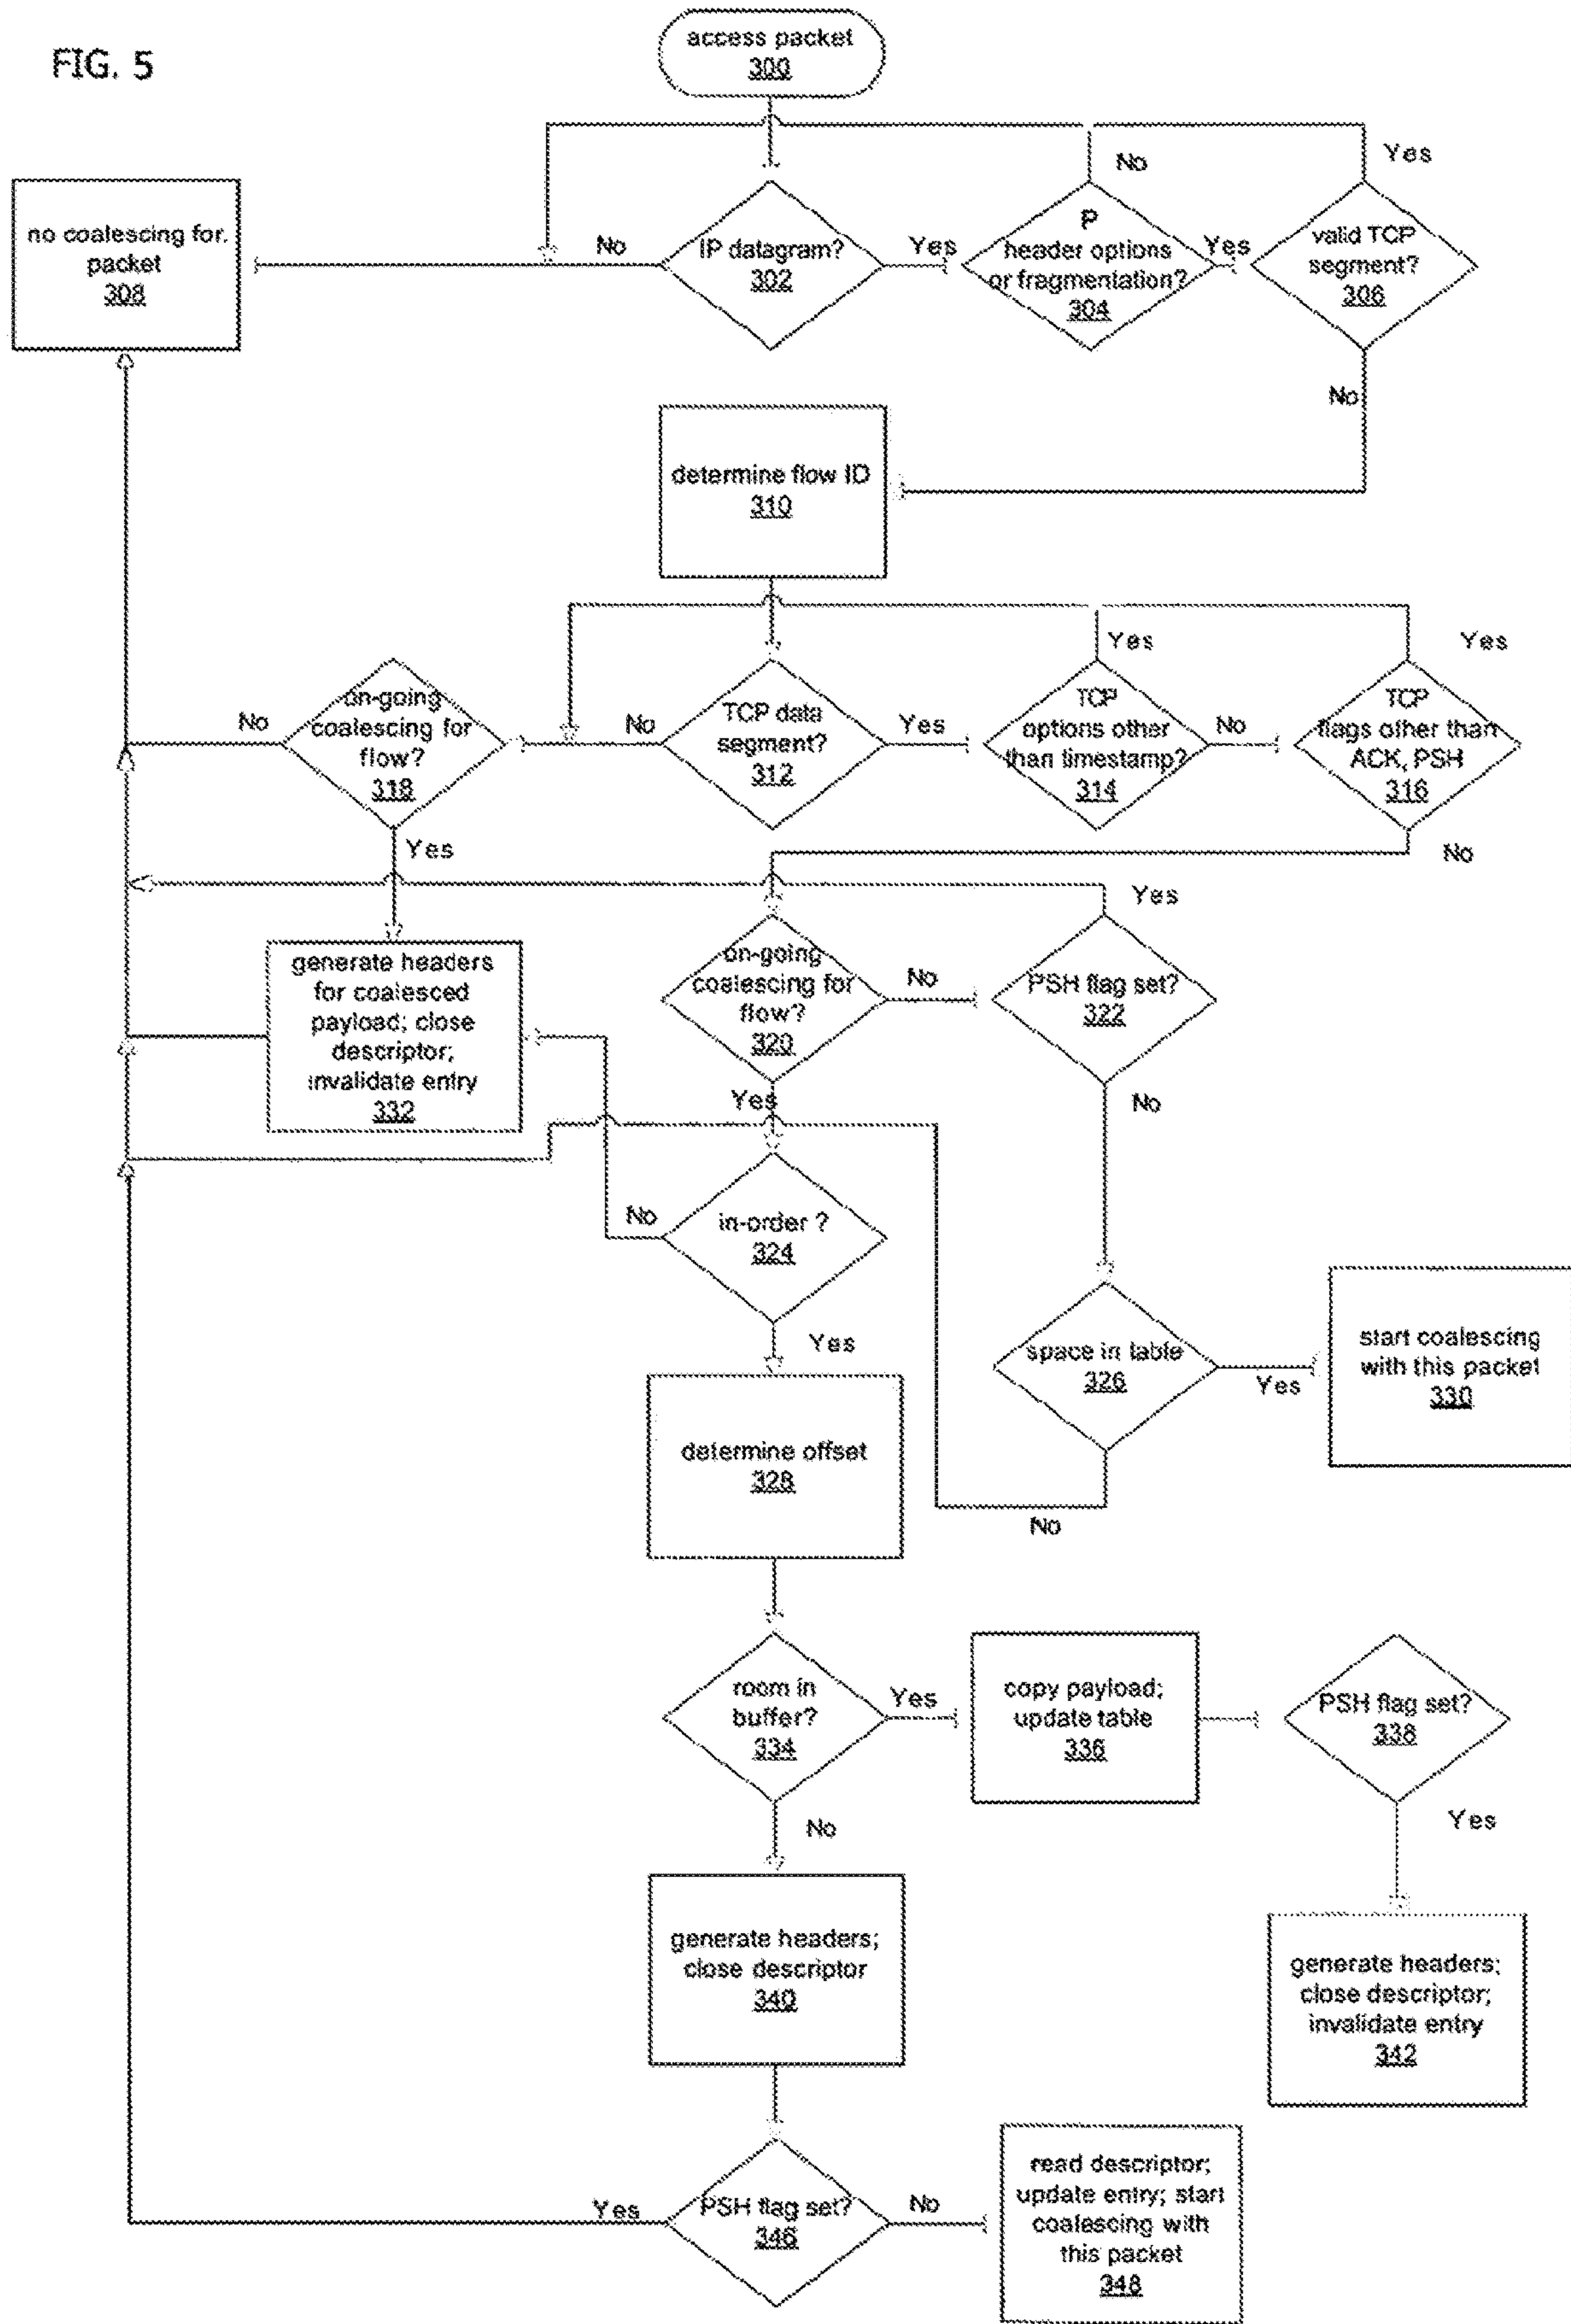 FIG. 5
access packet
300
Yes
No
no coalescing for.
packet
308
No
IP datagram?
302
Yes
P
header options
or fragmentation?
304
Yes
valid TCP
segment?
306
No
determine flow ID
310
Yes
Yes
on-going
coalescing for
flow?
318
No
No
TCP data
segment?
312
Yes
TCP
options other
than timestamp?
314
No
TCP
flags other than
ACK, PSH
316
Yes
No
Yes
generate headers
for coalesced
payload; close
descriptor;
invalidate entry
332
on-going
coalescing for
flow?
320
No
PSH flag set?
322
Yes
No
No
in-order ?
324
Yes
space in table
326
Yes
start coalescing
with this packet
330
determine offset
328
No
room in
buffer?
334
Yes
copy payload;
update table
336
PSH flag set?
338
No
Yes
generate headers;
close descriptor
340
generate headers;
close descriptor;
invalidate entry
342
Yes
PSH flag set?
346
No
read descriptor;
update entry; start
coalescing with
this packet
348